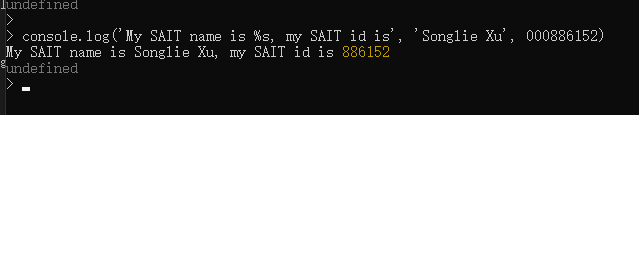 undefined
>
> console.log('My SAIT name is %s, my SAIT id is', 'Songlie Xu', 000886152)
My SAIT name is Songlie Xu, my SAIT id is 886152
undefined
>